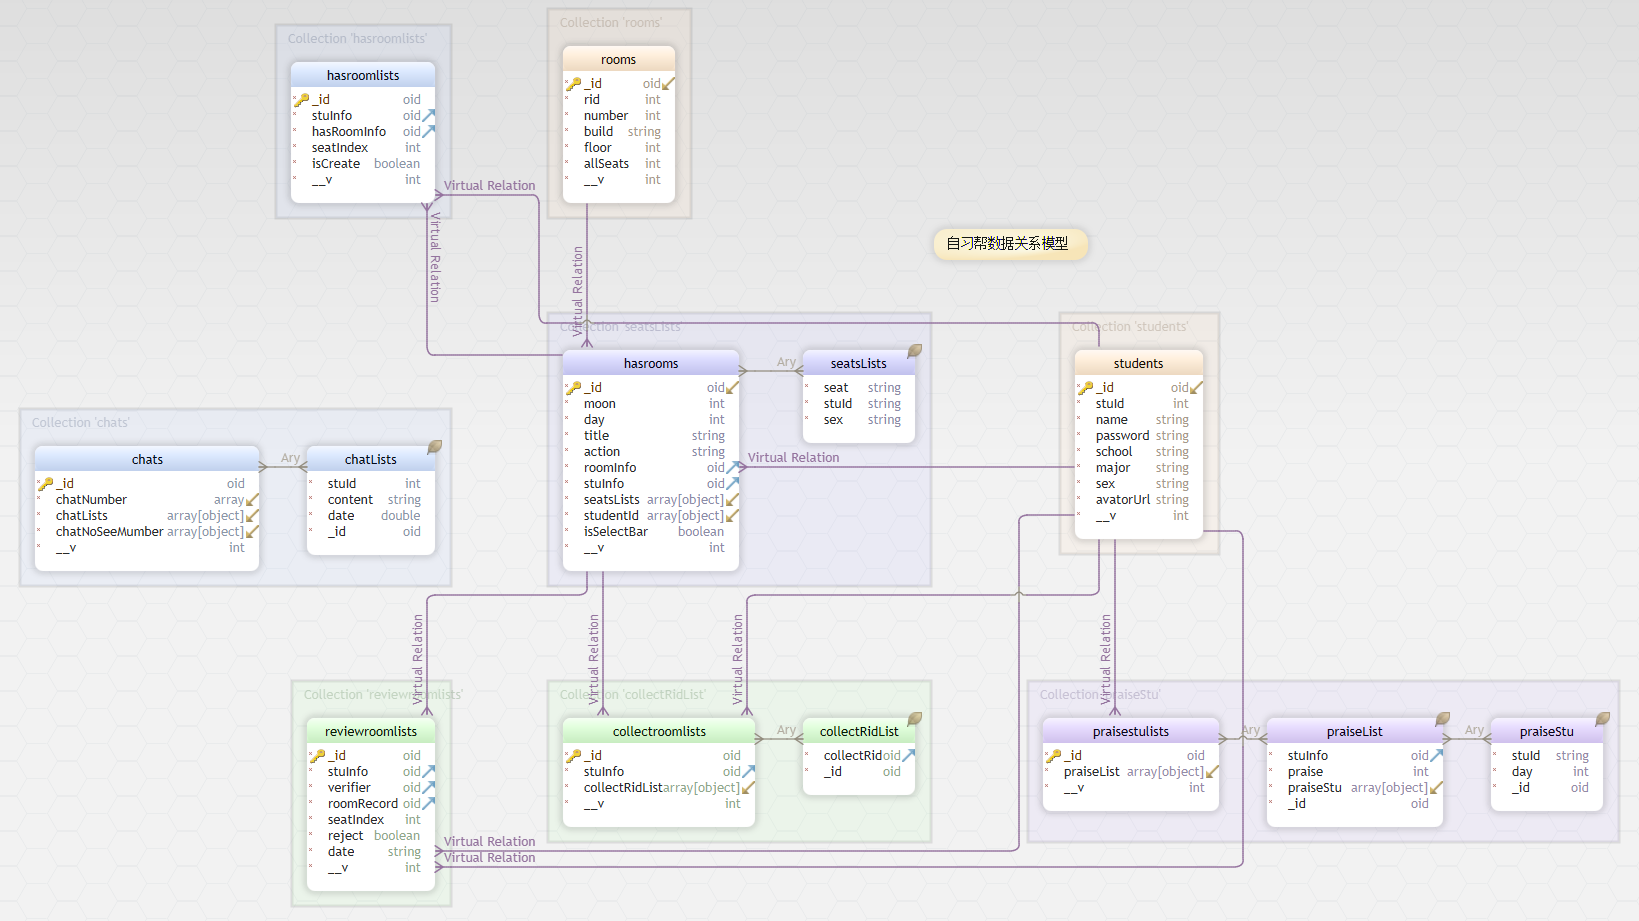 Collection 'hasroomlists'
hasroomlists
_id oid
stuInfo oid
hasRoomInfo oid
seatIndex int
isCreate boolean
__v int
Collection 'rooms'
rooms
_id oid
rid int
number int
build string
floor int
allSeats int
__v int
Virtual Relation
Virtual Relation
Virtual Relation
自习帮数据关系模型
Collection 'seatsLists'
hasrooms
_id oid
moon int
day int
title string
action string
roomInfo oid
stuInfo oid
seatsLists array[object]
studentId array[object]
isSelectBar boolean
__v int
Ary
seatsLists
seat string
stuId string
sex string
Virtual Relation
Collection 'students'
students
_id oid
stuId int
name string
password string
school string
major string
sex string
avatorUrl string
__v int
Collection 'chats'
chats
_id oid
chatNumber array
chatLists array[object]
chatNoSeeMumber array[object]
__v int
Ary
chatLists
stuId int
content string
date double
_id oid
Virtual Relation
Virtual Relation
Virtual Relation
Virtual Relation
Collection 'reviewroomlists'
reviewroomlists
_id oid
stuInfo oid
verifier oid
roomRecord oid
seatIndex int
reject boolean
date string
__v int
Virtual Relation
Virtual Relation
Collection 'collectRidList'
collectroomlists
_id oid
stuInfo oid
collectRidList array[object]
__v int
Ary
collectRidList
collectRid oid
_id oid
Collection 'praiseStu'
praisestulists
_id oid
praiseList array[object]
__v int
Ary
praiseList
stuInfo oid
praise int
praiseStu array[object]
_id oid
Ary
praiseStu
stuId string
day int
_id oid